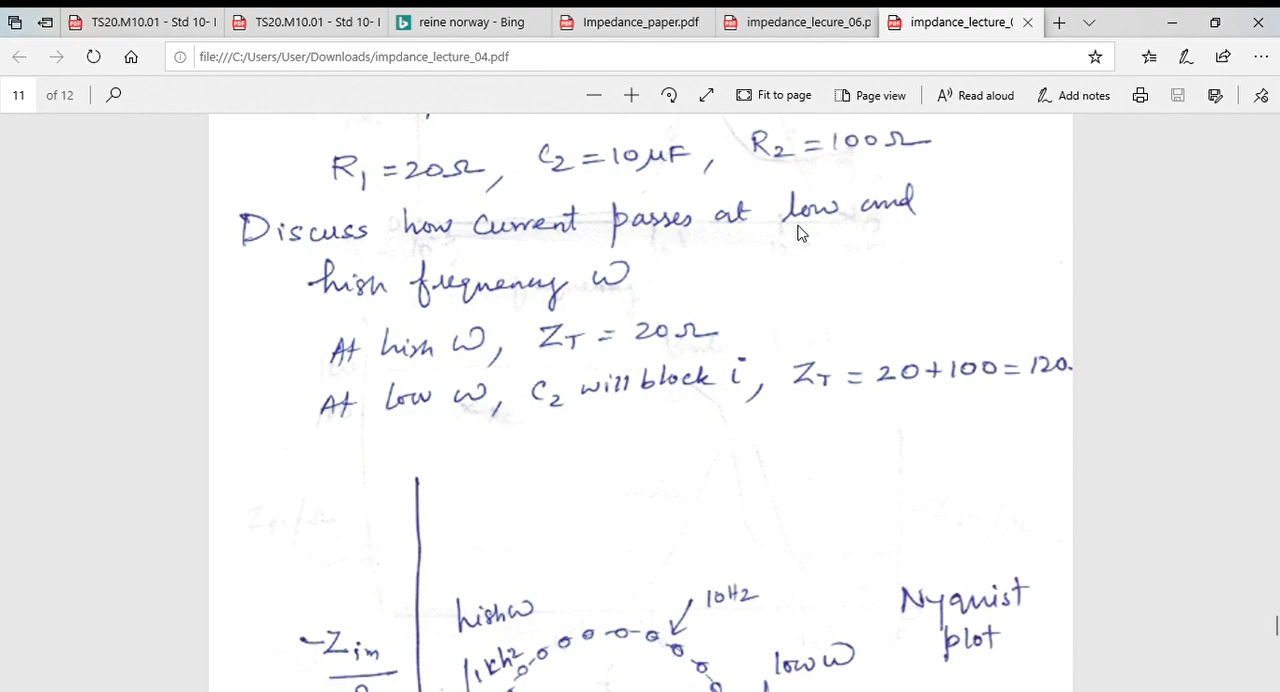 TS20.M10.01 - Std 10- I
TS20.M10.01 - Std 10- I
reine norway - Bing
Impedance_paper.pdf
impedance_lecure_06.p
impdance_lecture_0
file:///C:/Users/User/Downloads/impdance_lecture_04.pdf
11 of 12
Fit to page
Page view
Read aloud
Add notes
R1 = 20Ω, C2 = 10μF, R2 = 100Ω
Discuss how current passes at low and
high frequency ω
At high ω, ZT = 20Ω
At low ω, C2 will block i, ZT = 20+100 = 120.
high ω
10Hz
Nyquist
plot
-Zim
1khz
low ω